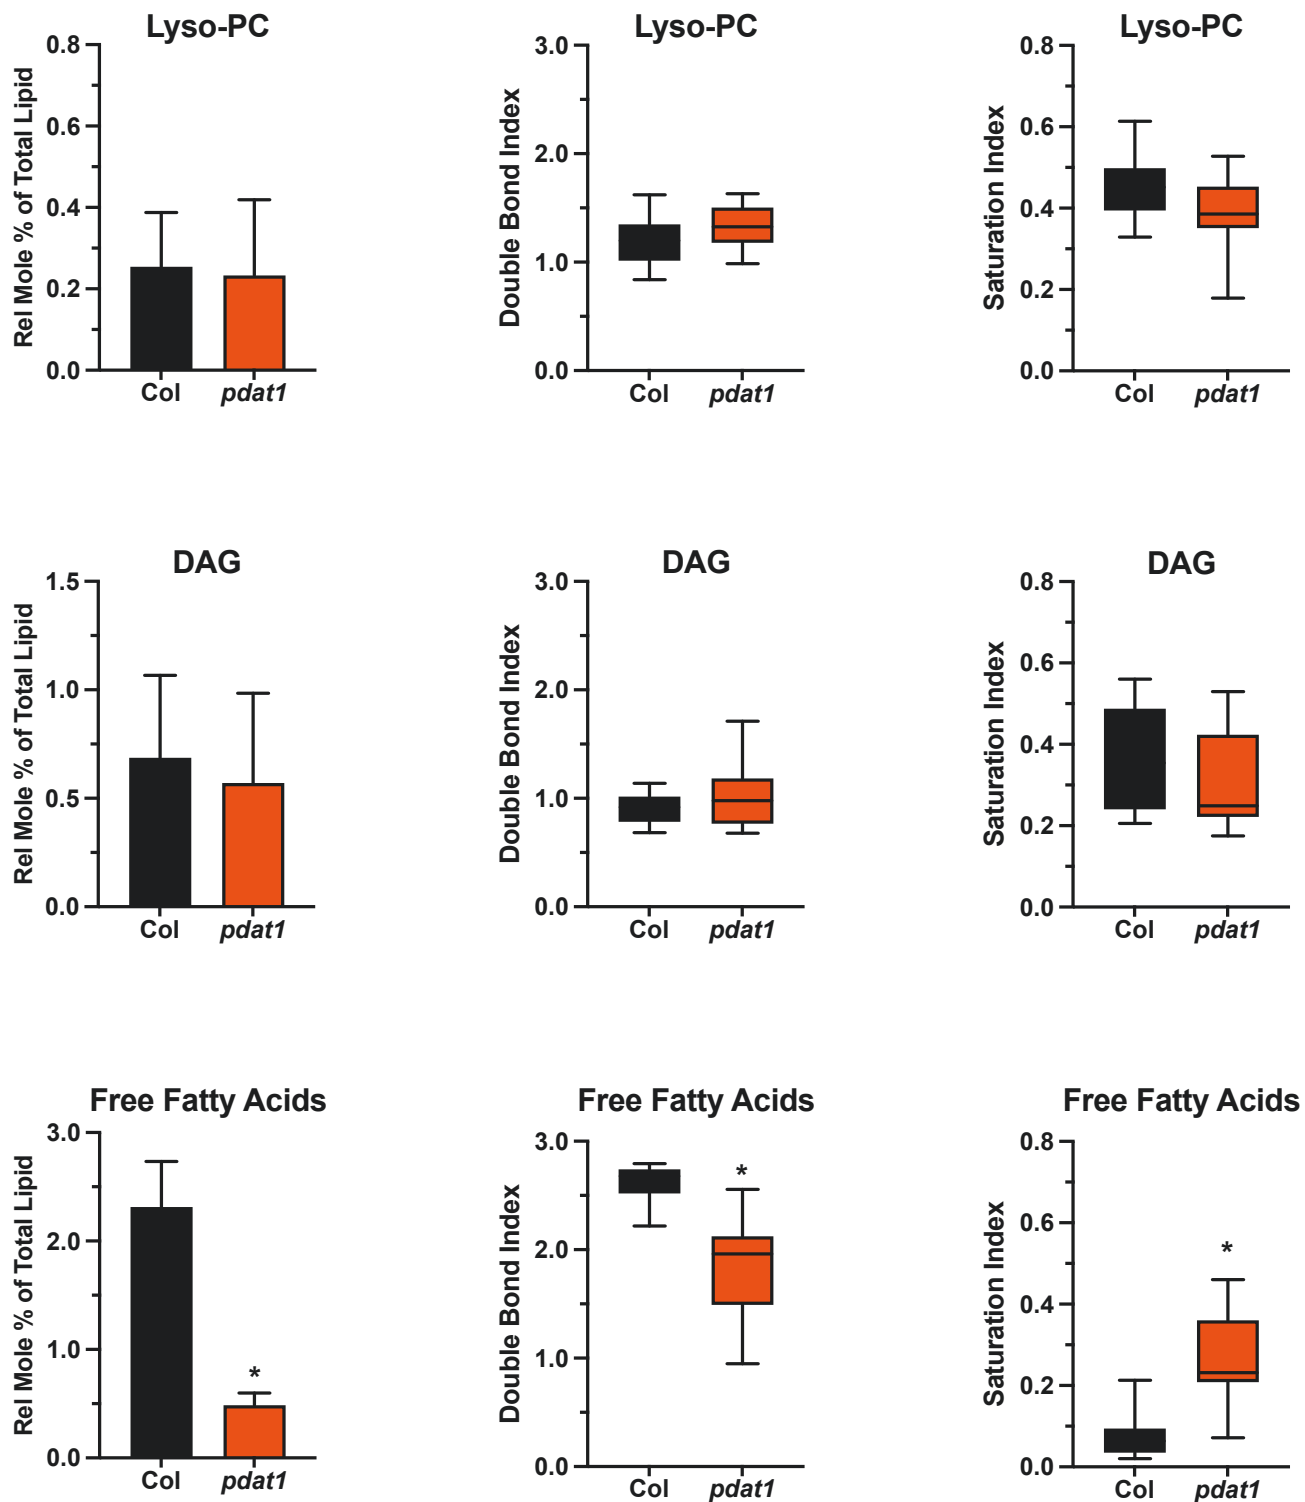 Lyso-PC
Rel Mole % of Total Lipid
0.8
0.6
0.4
0.2
0.0
Col pdat1
Lyso-PC
Double Bond Index
3.0
2.0
1.0
0.0
Col pdat1
Lyso-PC
Saturation Index
0.8
0.6
0.4
0.2
0.0
Col pdat1
DAG
Rel Mole % of Total Lipid
1.5
1.0
0.5
0.0
Col pdat1
DAG
Double Bond Index
3.0
2.0
1.0
0.0
Col pdat1
DAG
Saturation Index
0.8
0.6
0.4
0.2
0.0
Col pdat1
Free Fatty Acids
Rel Mole % of Total Lipid
3.0
2.0
1.0
0.0
*
Col pdat1
Free Fatty Acids
Double Bond Index
3.0
2.0
1.0
0.0
*
Col pdat1
Free Fatty Acids
Saturation Index
0.8
0.6
0.4
0.2
0.0
*
Col pdat1